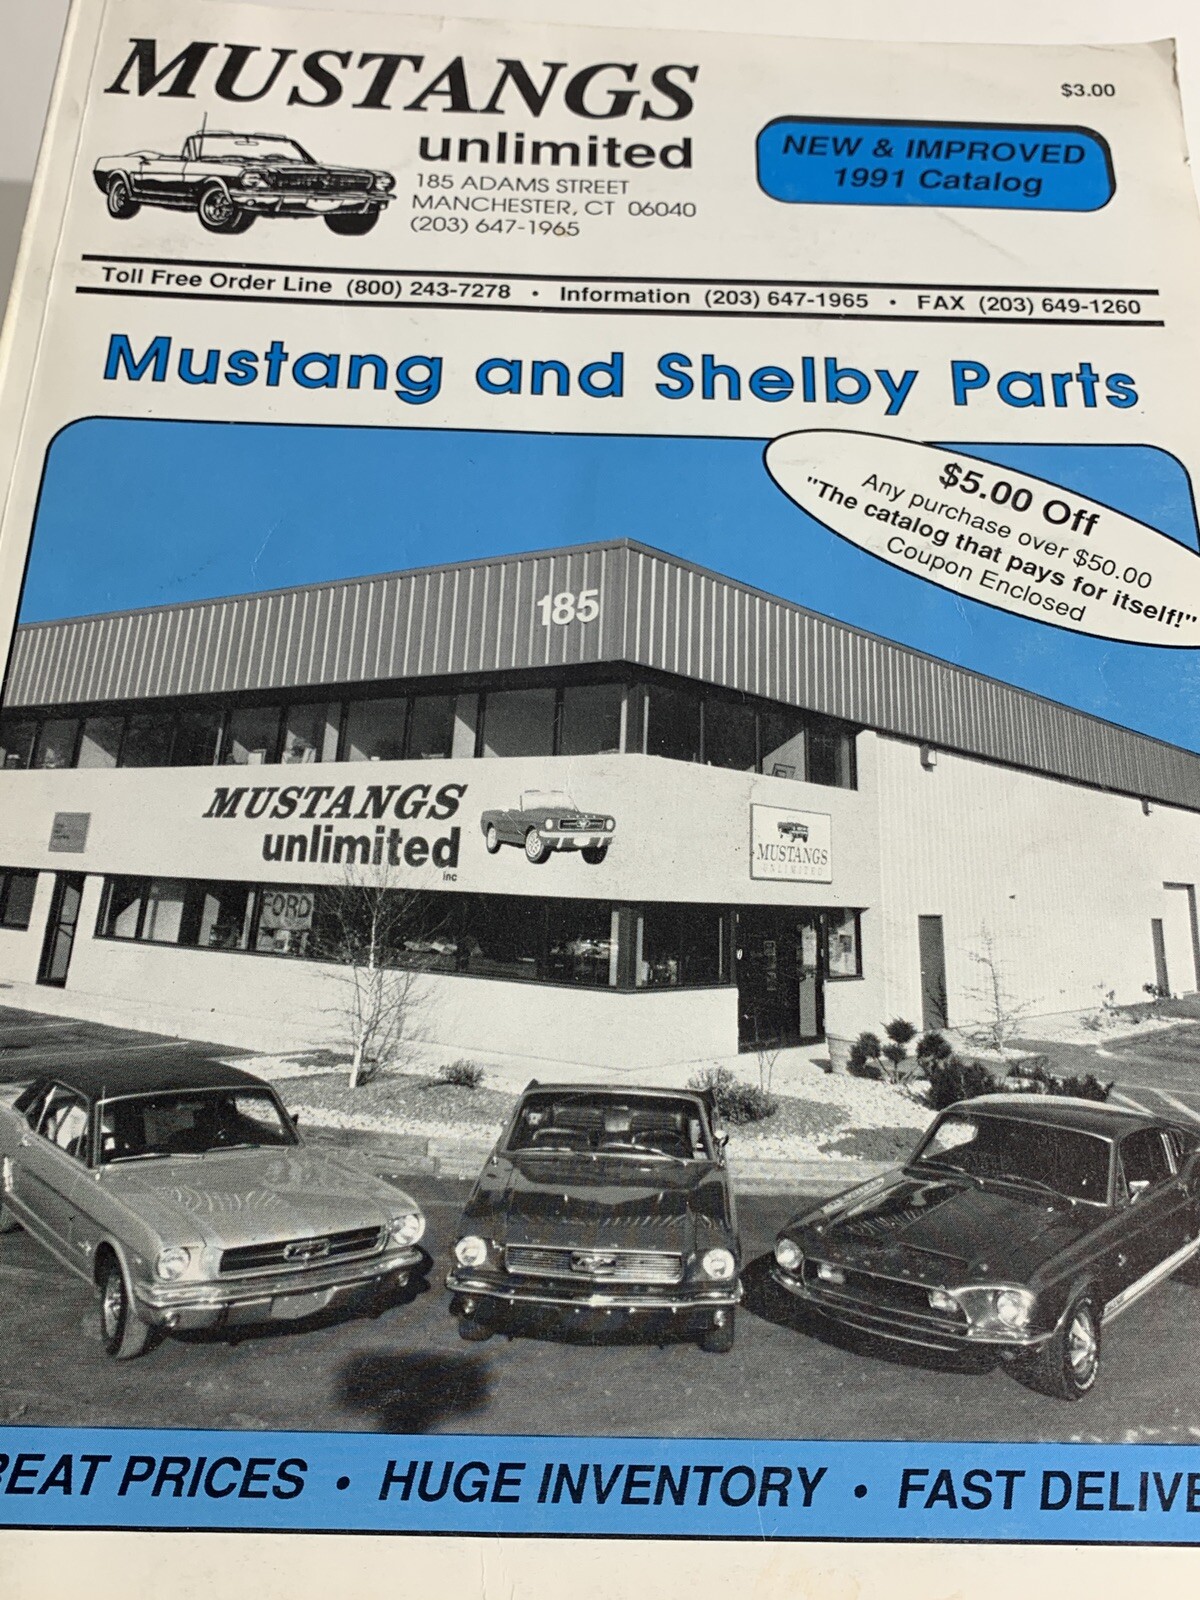 MUSTANGS
unlimited
185 ADAMS STREET
MANCHESTER, CT 06040
(203) 647-1965
$3.00
NEW & IMPROVED
1991 Catalog
Toll Free Order Line (800) 243-7278 • Information (203) 647-1965 • FAX (203) 649-1260
Mustang and Shelby Parts
$5.00 Off
Any purchase over $50.00
"The catalog that pays for itself!"
Coupon Enclosed
185
MUSTANGS
unlimited
inc
MUSTANGS
UNLIMITED
FORD
REAT PRICES • HUGE INVENTORY • FAST DELIVE